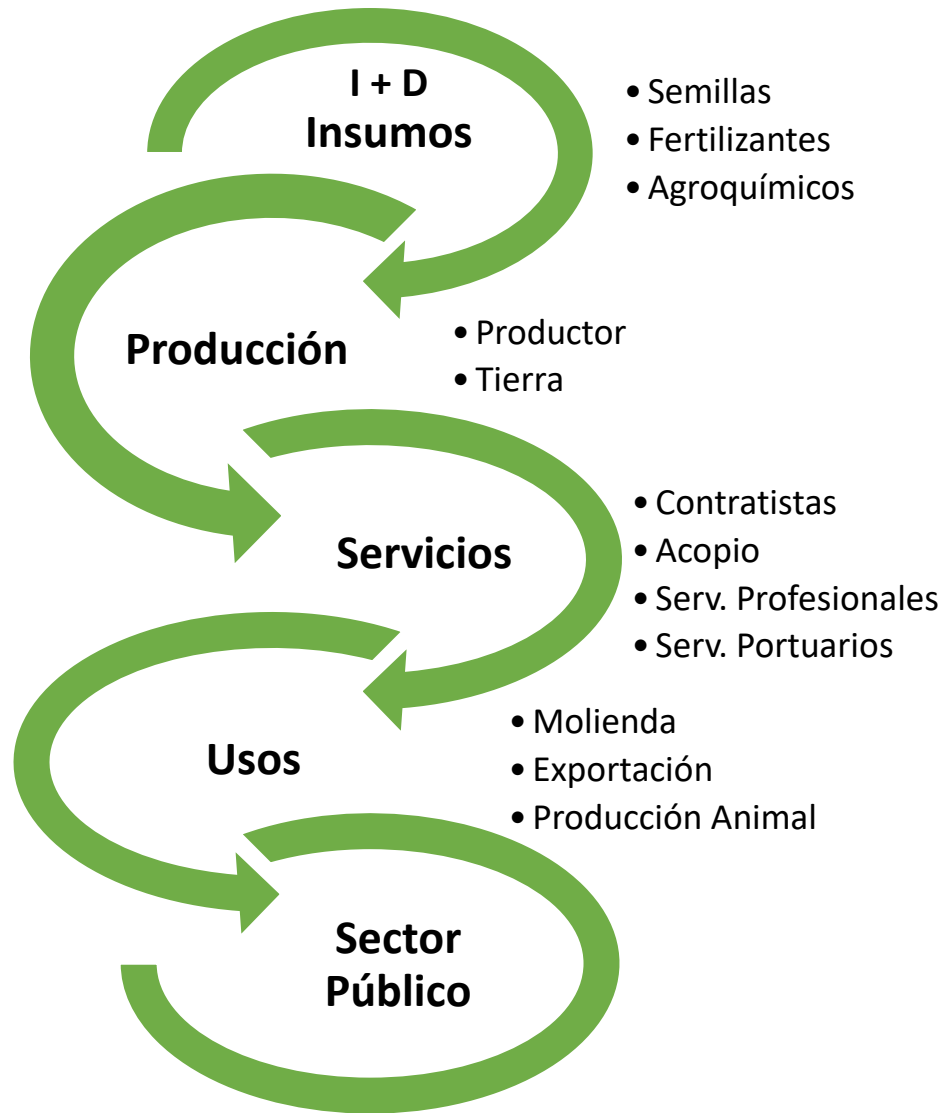 I + D
Insumos
• Semillas
• Fertilizantes
• Agroquímicos
Producción
• Productor
• Tierra
Servicios
• Contratistas
• Acopio
• Serv. Profesionales
• Serv. Portuarios
Usos
• Molienda
• Exportación
• Producción Animal
Sector
Público